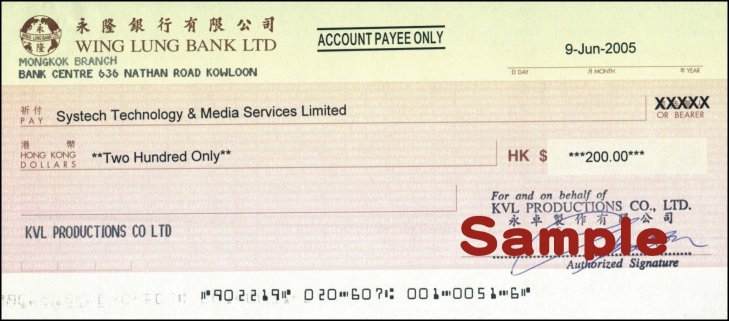 永隆銀行有限公司
WING LUNG BANK LTD
MONGKOK BRANCH
BANK CENTRE 636 NATHAN ROAD KOWLOON
ACCOUNT PAYEE ONLY
9-Jun-2005
日 DAY 月 MONTH 年 YEAR
祈付
PAY Systech Technology & Media Services Limited
XXXXX
OR BEARER
港幣
HONG KONG
DOLLARS
**Two Hundred Only**
HK $ ***200.00***
For and on behalf of
KVL PRODUCTIONS CO., LTD.
永卓製作有限公司
KVL PRODUCTIONS CO LTD
Sample
Authorized Signature
⑈902219⑈ 020⑉607⑆ 001⑉0051⑉6⑈